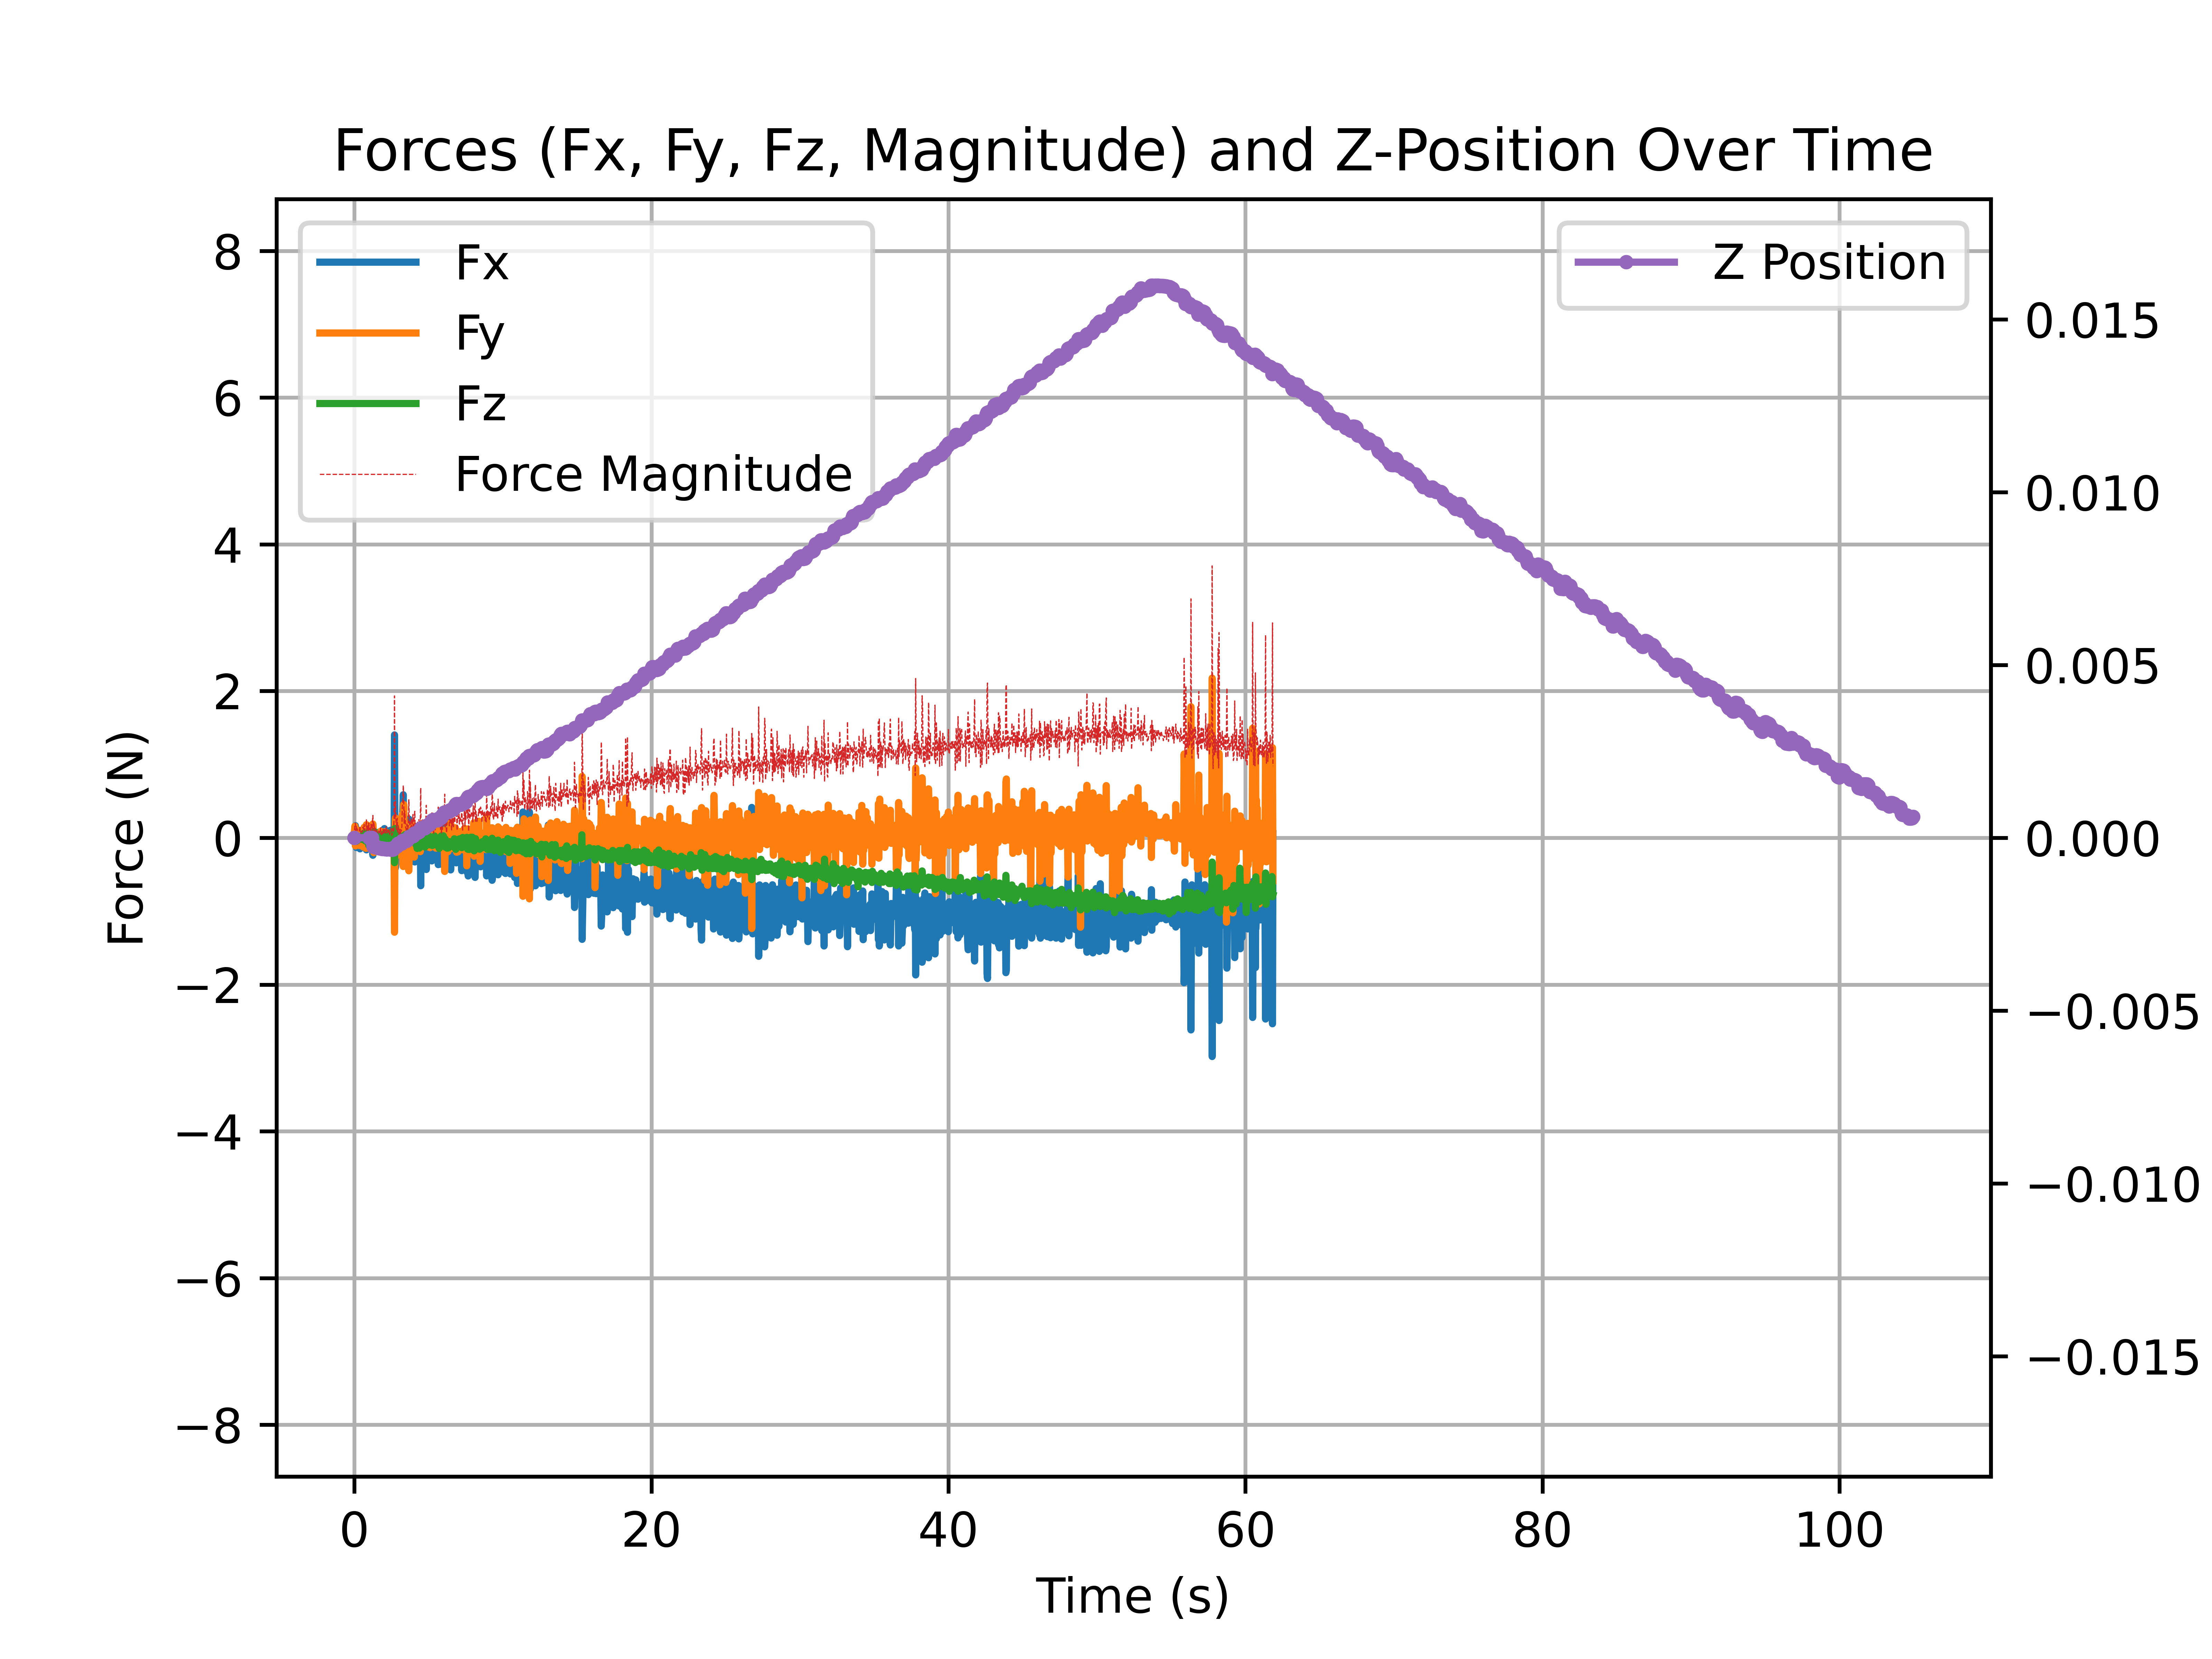 Forces (Fx, Fy, Fz, Magnitude) and Z-Position Over Time
Fx
Fy
Fz
Force Magnitude
Z Position
Force (N)
8
6
4
2
0
−2
−4
−6
−8
0.015
0.010
0.005
0.000
−0.005
−0.010
−0.015
0 20 40 60 80 100
Time (s)